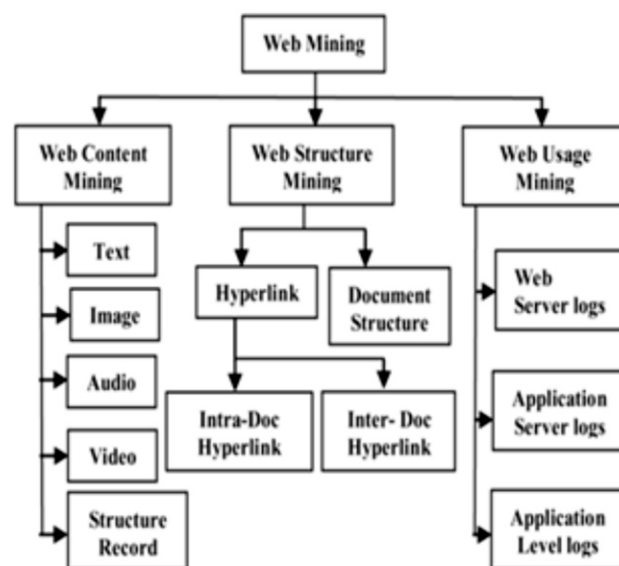 Web Mining
Web Content
Mining
Web Structure
Mining
Web Usage
Mining
Text
Image
Audio
Video
Structure
Record
Hyperlink
Document
Structure
Intra-Doc
Hyperlink
Inter- Doc
Hyperlink
Web
Server logs
Application
Server logs
Application
Level logs